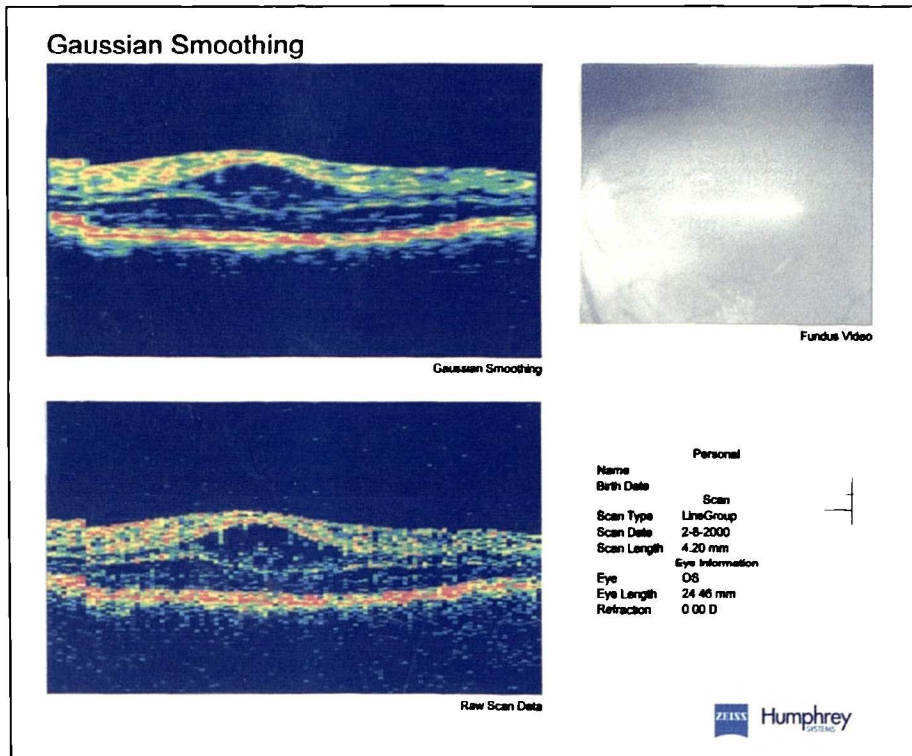 Gaussian Smoothing
Gaussian Smoothing
Fundus Video
Raw Scan Data
Personal
Name
Birth Date
Scan
Scan Type LineGroup
Scan Date 2-8-2000
Scan Length 4.20 mm
Eye Information
Eye OS
Eye Length 24 46 mm
Refraction 0 00 D
ZEISS Humphrey
SYSTEMS